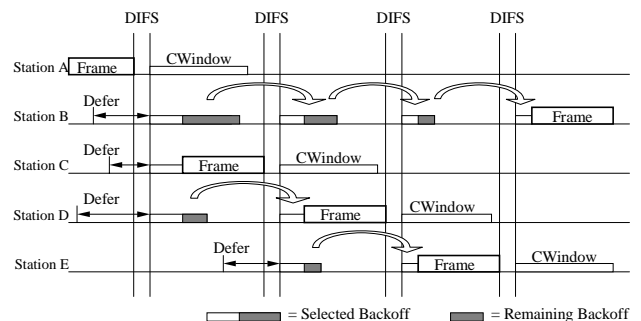 DIFS DIFS DIFS DIFS
Station A Frame CWindow
Defer
Station B Frame
Defer
Station C Frame CWindow
Defer
Station D Frame CWindow
Defer
Station E Frame CWindow
= Selected Backoff = Remaining Backoff